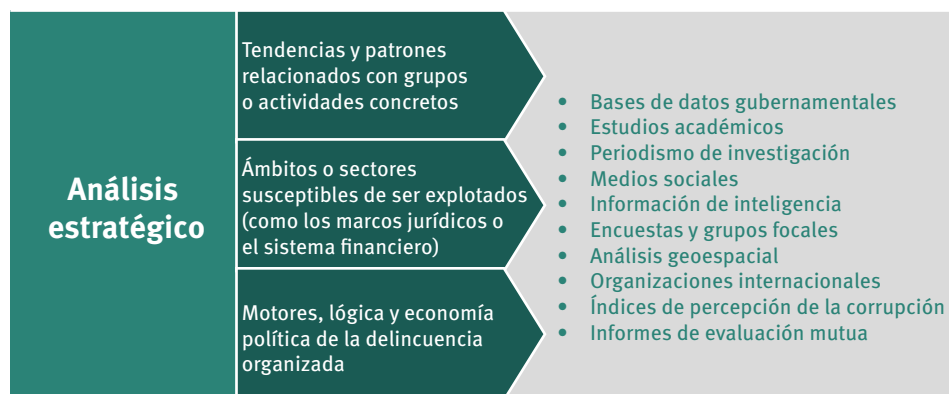 Análisis
estratégico
Tendencias y patrones
relacionados con grupos
o actividades concretos
Ámbitos o sectores
susceptibles de ser explotados
(como los marcos jurídicos o
el sistema financiero)
Motores, lógica y economía
política de la delincuencia
organizada
• Bases de datos gubernamentales
• Estudios académicos
• Periodismo de investigación
• Medios sociales
• Información de inteligencia
• Encuestas y grupos focales
• Análisis geoespacial
• Organizaciones internacionales
• Índices de percepción de la corrupción
• Informes de evaluación mutua